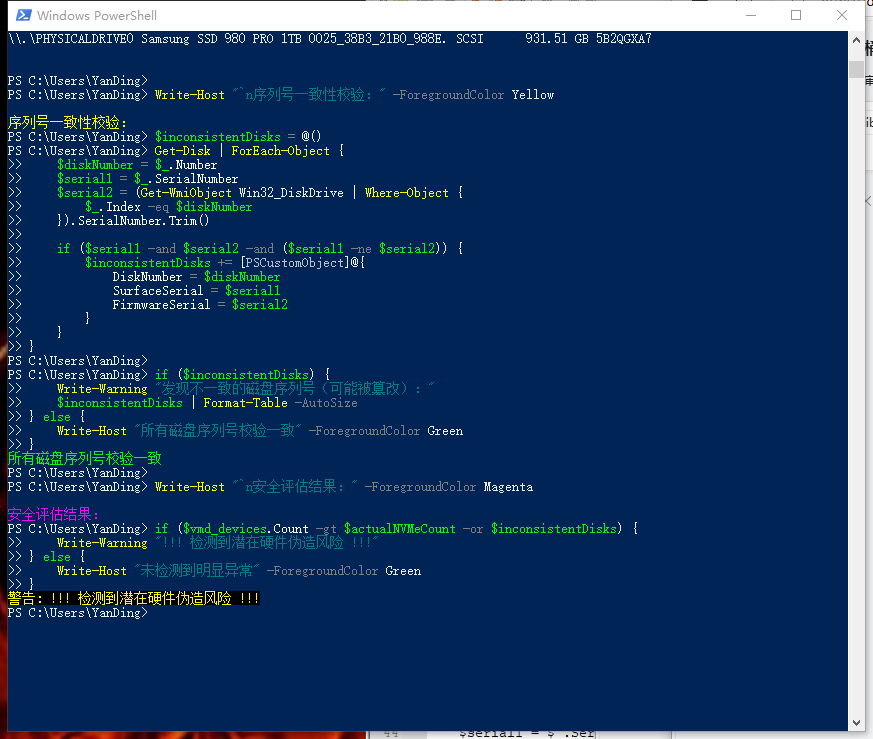 Windows PowerShell
\\.\PHYSICALDRIVE0 Samsung SSD 980 PRO 1TB 0025_38B3_21B0_988E. SCSI 931.51 GB 5B2QGXA7
PS C:\Users\YanDing>
PS C:\Users\YanDing> Write-Host "`n序列号一致性校验：" -ForegroundColor Yellow
序列号一致性校验：
PS C:\Users\YanDing> $inconsistentDisks = @()
PS C:\Users\YanDing> Get-Disk | ForEach-Object {
>> $diskNumber = $_.Number
>> $serial1 = $_.SerialNumber
>> $serial2 = (Get-WmiObject Win32_DiskDrive | Where-Object {
>> $_.Index -eq $diskNumber
>> }).SerialNumber.Trim()
>>
>> if ($serial1 -and $serial2 -and ($serial1 -ne $serial2)) {
>> $inconsistentDisks += [PSCustomObject]@{
>> DiskNumber = $diskNumber
>> SurfaceSerial = $serial1
>> FirmwareSerial = $serial2
>> }
>> }
>> }
PS C:\Users\YanDing>
PS C:\Users\YanDing> if ($inconsistentDisks) {
>> Write-Warning "发现不一致的磁盘序列号（可能被篡改）："
>> $inconsistentDisks | Format-Table -AutoSize
>> } else {
>> Write-Host "所有磁盘序列号校验一致" -ForegroundColor Green
>> }
所有磁盘序列号校验一致
PS C:\Users\YanDing>
PS C:\Users\YanDing> Write-Host "`n安全评估结果：" -ForegroundColor Magenta
安全评估结果：
PS C:\Users\YanDing> if ($vmd_devices.Count -gt $actualNVMeCount -or $inconsistentDisks) {
>> Write-Warning "!!! 检测到潜在硬件伪造风险 !!!"
>> } else {
>> Write-Host "未检测到明显异常" -ForegroundColor Green
>> }
警告: !!! 检测到潜在硬件伪造风险 !!!
PS C:\Users\YanDing>
44 $serial1 = $_.Ser